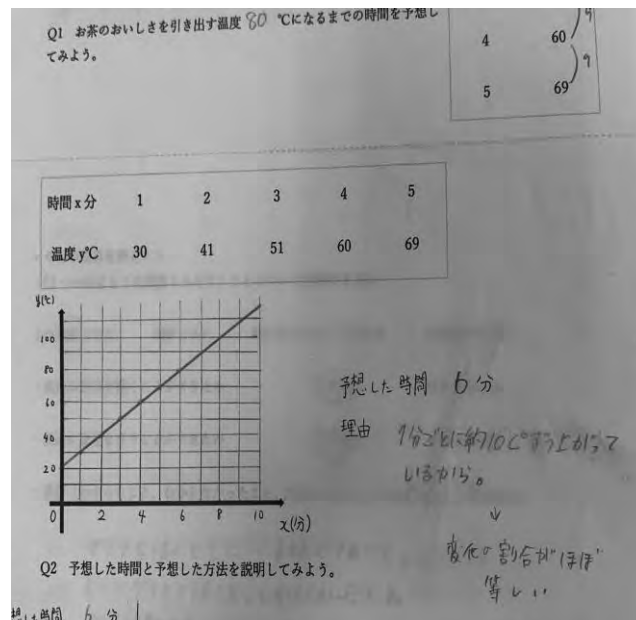 Q1 お茶のおいしさを引き出す温度 80 ℃になるまでの時間を予想し
てみよう。
4 60 9
5 69 9
時間 x 分 1 2 3 4 5
温度 y℃ 30 41 51 60 69
y(℃)
100
80
60
40
20
0 2 4 6 8 10 x(分)
予想した時間 6 分
理由 1分ごとに約10℃ずつ上がって
いるから。
↓
変化の割合がほぼ
等しい
Q2 予想した時間と予想した方法を説明してみよう。
想した時間 6 分